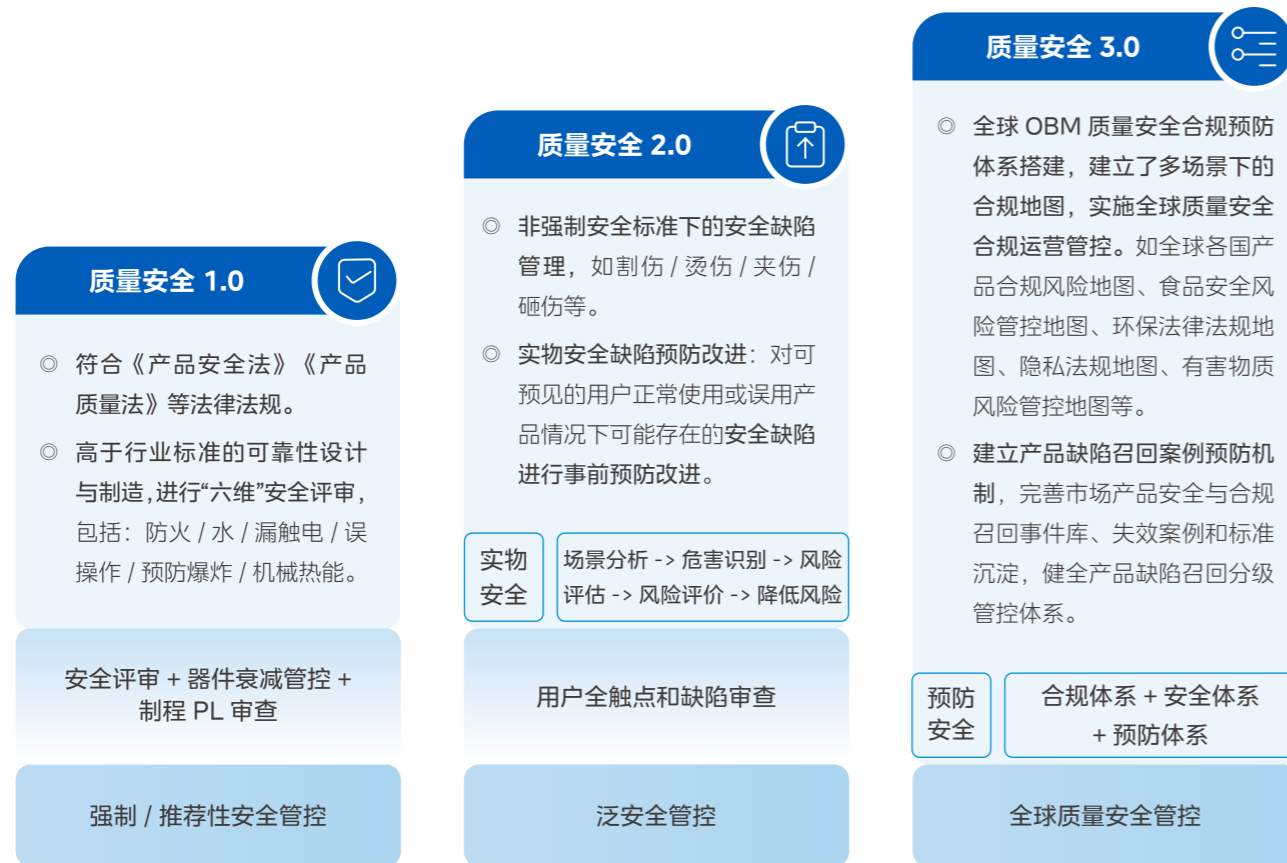 质量安全 1.0
◎ 符合《产品安全法》《产品
质量法》等法律法规。
◎ 高于行业标准的可靠性设计
与制造，进行“六维”安全评审，
包括：防火 / 水 / 漏触电 / 误
操作 / 预防爆炸 / 机械热能。
安全评审 + 器件衰减管控 +
制程 PL 审查
强制 / 推荐性安全管控
质量安全 2.0
◎ 非强制安全标准下的安全缺陷
管理，如割伤 / 烫伤 / 夹伤 /
砸伤等。
◎ 实物安全缺陷预防改进：对可
预见的用户正常使用或误用产
品情况下可能存在的安全缺陷
进行事前预防改进。
实物
安全
场景分析 -> 危害识别 -> 风险
评估 -> 风险评价 -> 降低风险
用户全触点和缺陷审查
泛安全管控
质量安全 3.0
◎ 全球 OBM 质量安全合规预防
体系搭建，建立了多场景下的
合规地图，实施全球质量安全
合规运营管控。如全球各国产
品合规风险地图、食品安全风
险管控地图、环保法律法规地
图、隐私法规地图、有害物质
风险管控地图等。
◎ 建立产品缺陷召回案例预防机
制，完善市场产品安全与合规
召回事件库、失效案例和标准
沉淀，健全产品缺陷召回分级
管控体系。
预防
安全
合规体系 + 安全体系
+ 预防体系
全球质量安全管控